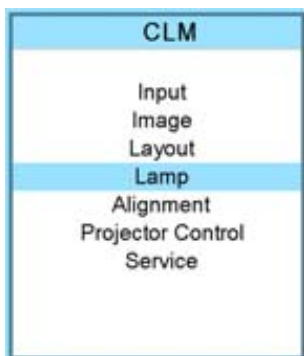 CLM
Input
Image
Layout
Lamp
Alignment
Projector Control
Service